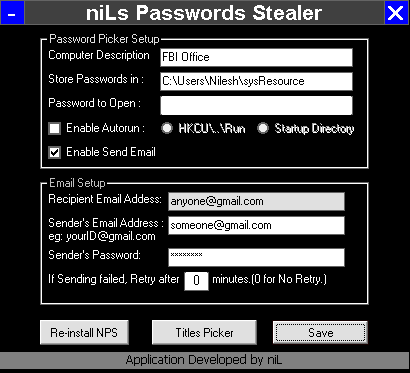 niLs Passwords Stealer
Password Picker Setup
Computer Description FBI Office
Store Passwords in : C:\Users\Nilesh\sysResource
Password to Open :
Enable Autorun : HKCU\..\Run Startup Directory
Enable Send Email
Email Setup
Recipient Email Addess: anyone@gmail.com
Sender's Email Address : someone@gmail.com
eg: yourID@gmail.com
Sender's Password: ********
If Sending failed, Retry after 0 minutes.(0 for No Retry.)
Re-install NPS Titles Picker Save
Application Developed by niL